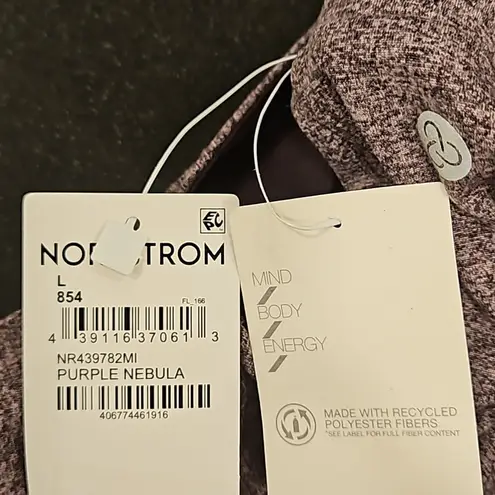 NORDSTROM
L
854
FL_166
4 39116 37061 3
NR439782MI
PURPLE NEBULA
406774461916
MIND
BODY
ENERGY
MADE WITH RECYCLED
POLYESTER FIBERS
*SEE LABEL FOR FULL FIBER CONTENT